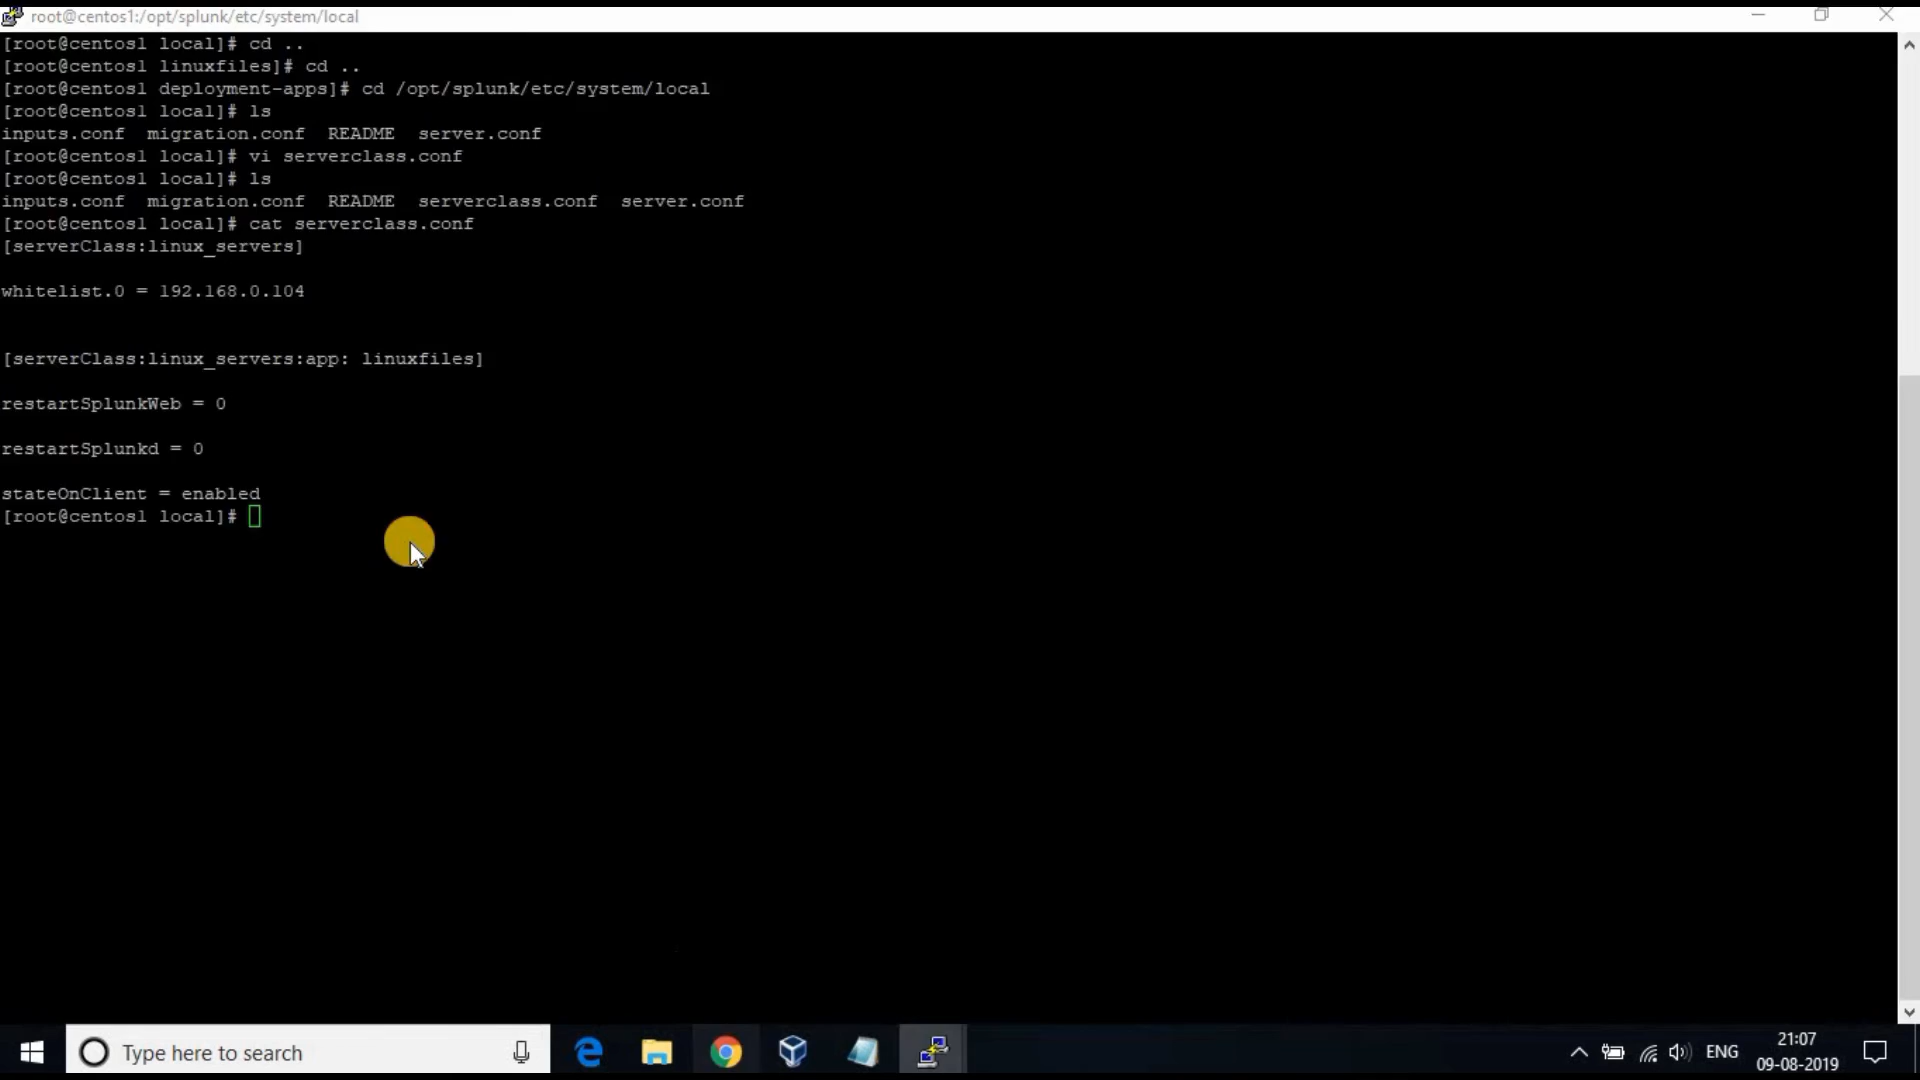 root@centos1:/opt/splunk/etc/system/local
[root@centos1 local]# cd ..
[root@centos1 linuxfiles]# cd ..
[root@centos1 deployment-apps]# cd /opt/splunk/etc/system/local
[root@centos1 local]# ls
inputs.conf  migration.conf  README  server.conf
[root@centos1 local]# vi serverclass.conf
[root@centos1 local]# ls
inputs.conf  migration.conf  README  serverclass.conf  server.conf
[root@centos1 local]# cat serverclass.conf
[serverClass:linux_servers]
whitelist.0 = 192.168.0.104
[serverClass:linux_servers:app: linuxfiles]
restartSplunkWeb = 0
restartSplunkd = 0
stateOnClient = enabled
[root@centos1 local]#
Type here to search
ENG
21:07
09-08-2019